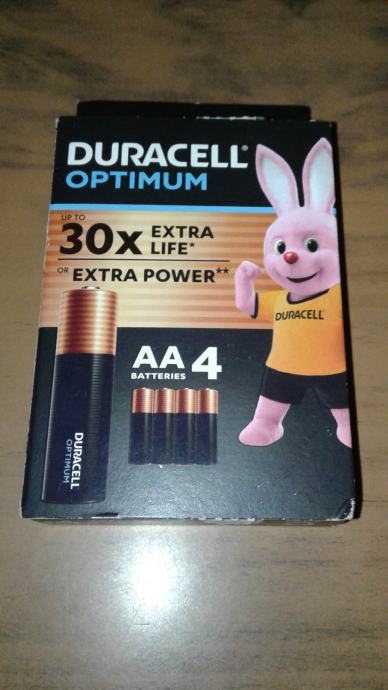 DURACELL®
OPTIMUM
UP TO
30x EXTRA
LIFE*
OR EXTRA POWER**
DURACELL
AA 4
BATTERIES
DURACELL
OPTIMUM